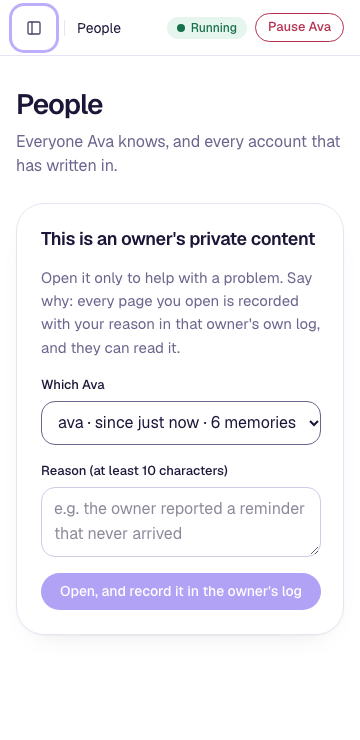 People
Running
Pause Ava
People
Everyone Ava knows, and every account that
has written in.
This is an owner's private content
Open it only to help with a problem. Say
why: every page you open is recorded
with your reason in that owner's own log,
and they can read it.
Which Ava
ava · since just now · 6 memories
Reason (at least 10 characters)
e.g. the owner reported a reminder
that never arrived
Open, and record it in the owner's log